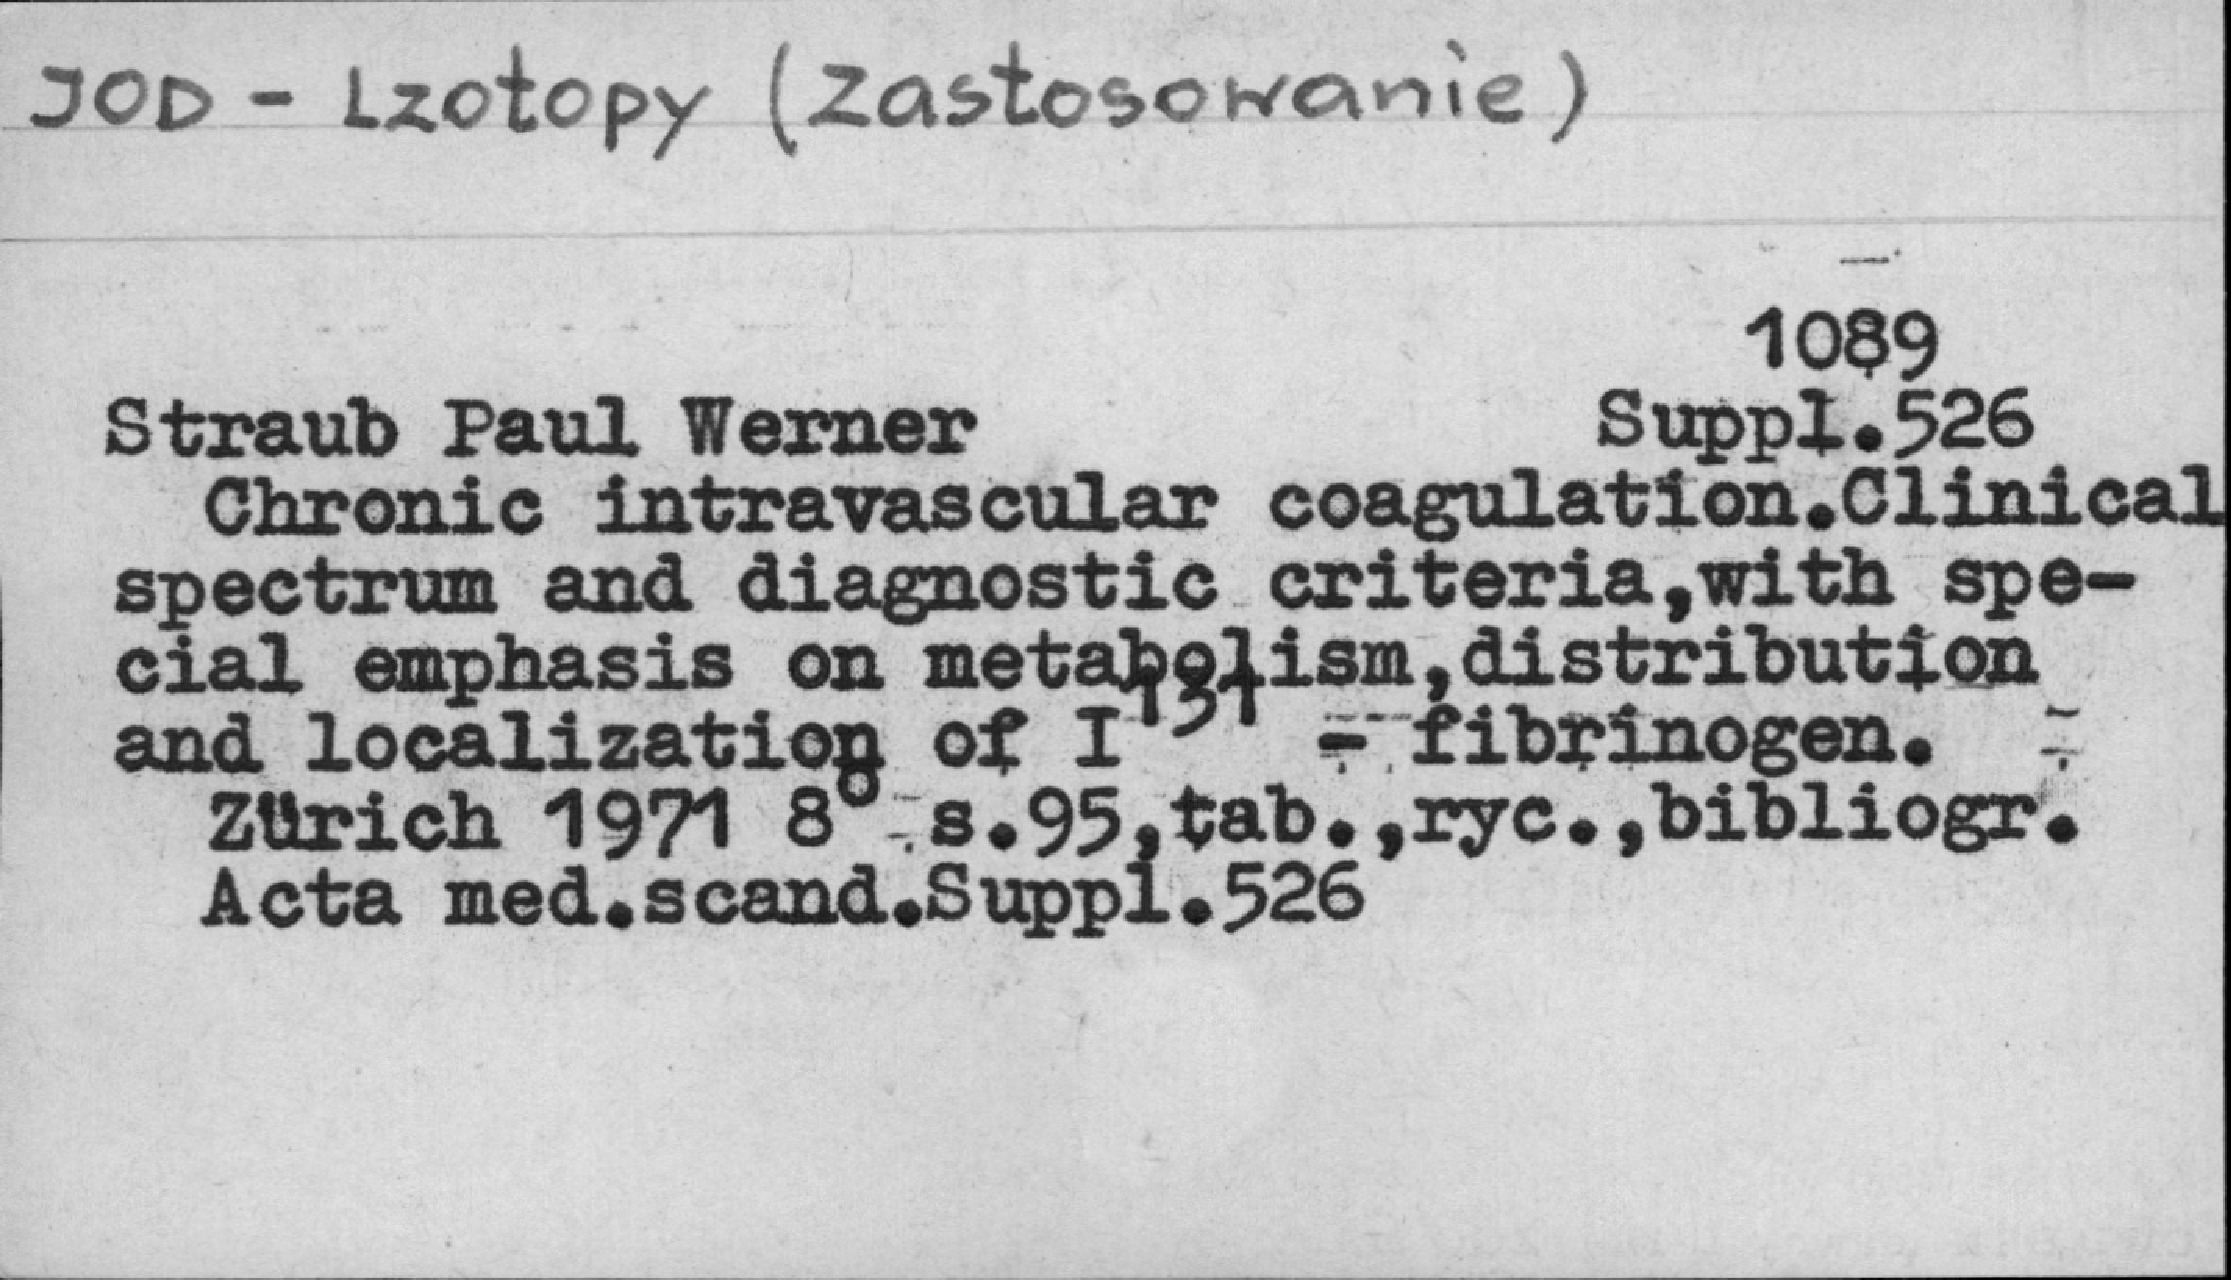 JOD - Izotopy (zastosowanie)
1089
Straub Paul Werner Suppl.526
Chronic intravascular coagulation.Clinical
spectrum and diagnostic criteria,with spe-
cial emphasis on metabolism,distribution
and localization of I¹³¹ - fibrinogen.
Zürich 1971 8° s.95,tab.,ryc.,bibliogr.
Acta med.scand.Suppl.526